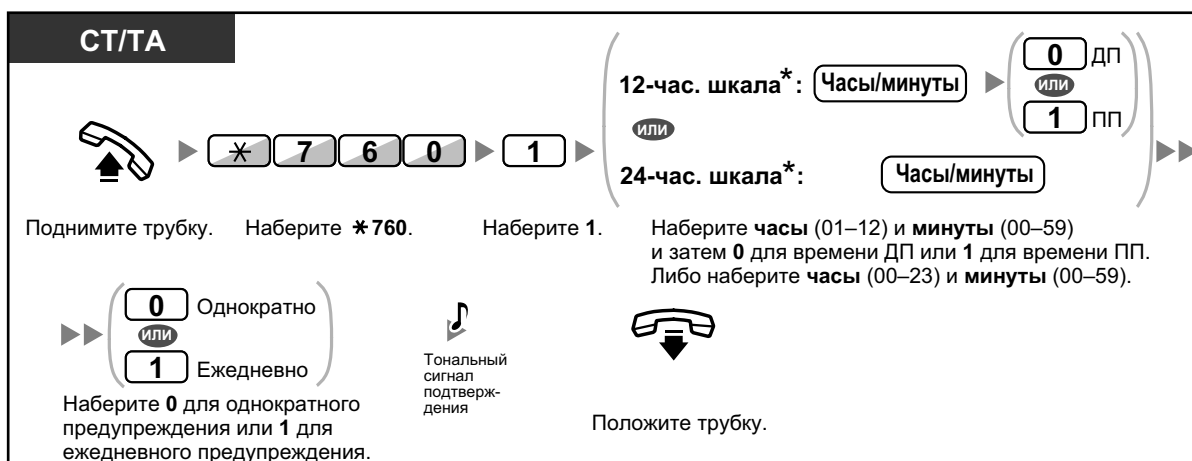 СТ/ТА
12-час. шкала*: Часы/минуты
0 ДП
или
1 ПП
или
24-час. шкала*: Часы/минуты
* 7 6 0 1
Поднимите трубку. Наберите *760. Наберите 1.
Наберите часы (01–12) и минуты (00–59)
и затем 0 для времени ДП или 1 для времени ПП.
Либо наберите часы (00–23) и минуты (00–59).
0 Однократно
или
1 Ежедневно
Наберите 0 для однократного
предупреждения или 1 для
ежедневного предупреждения.
Тональный
сигнал
подтверж-
дения
Положите трубку.